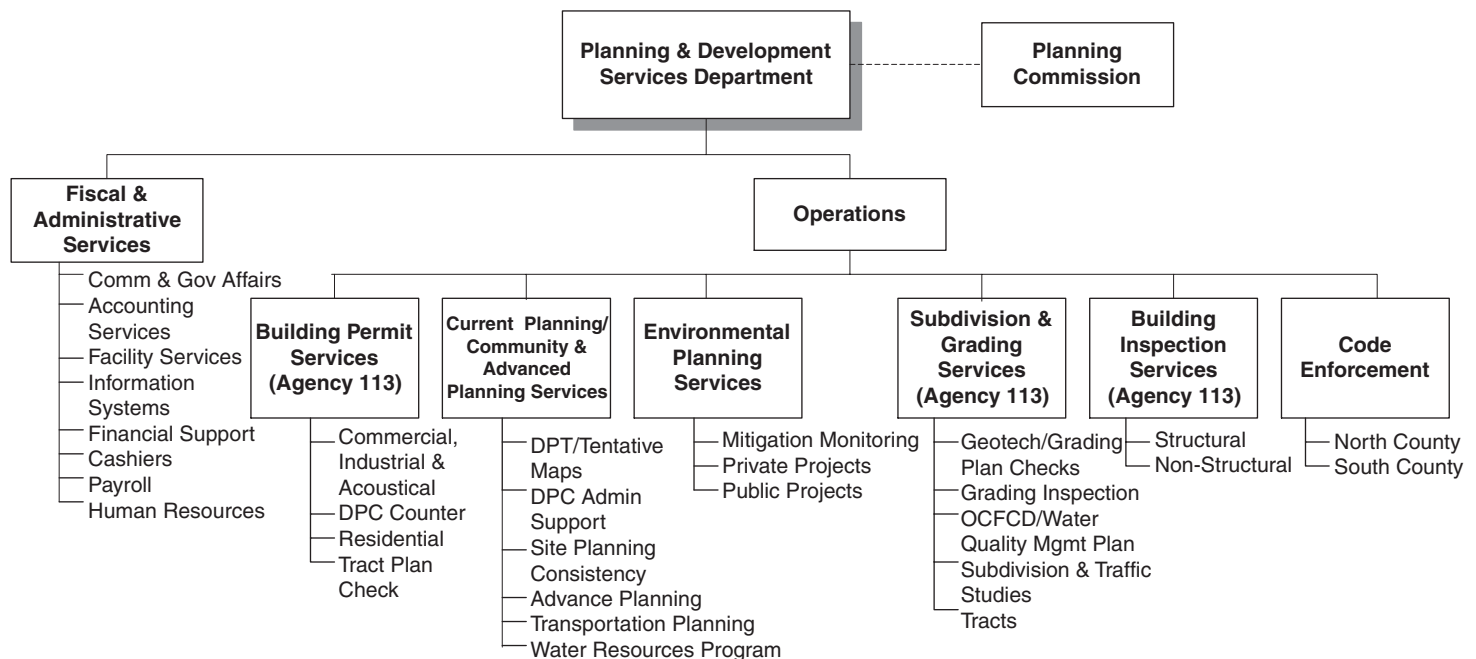 Planning & Development
Services Department
Planning
Commission
Fiscal &
Administrative
Services
Operations
Comm & Gov Affairs
Accounting
Services
Facility Services
Information
Systems
Financial Support
Cashiers
Payroll
Human Resources
Building Permit
Services
(Agency 113)
Commercial,
Industrial &
Acoustical
DPC Counter
Residential
Tract Plan
Check
Current Planning/
Community &
Advanced
Planning Services
DPT/Tentative
Maps
DPC Admin
Support
Site Planning
Consistency
Advance Planning
Transportation Planning
Water Resources Program
Environmental
Planning
Services
Mitigation Monitoring
Private Projects
Public Projects
Subdivision &
Grading
Services
(Agency 113)
Geotech/Grading
Plan Checks
Grading Inspection
OCFCD/Water
Quality Mgmt Plan
Subdivision & Traffic
Studies
Tracts
Building
Inspection
Services
(Agency 113)
Structural
Non-Structural
Code
Enforcement
North County
South County